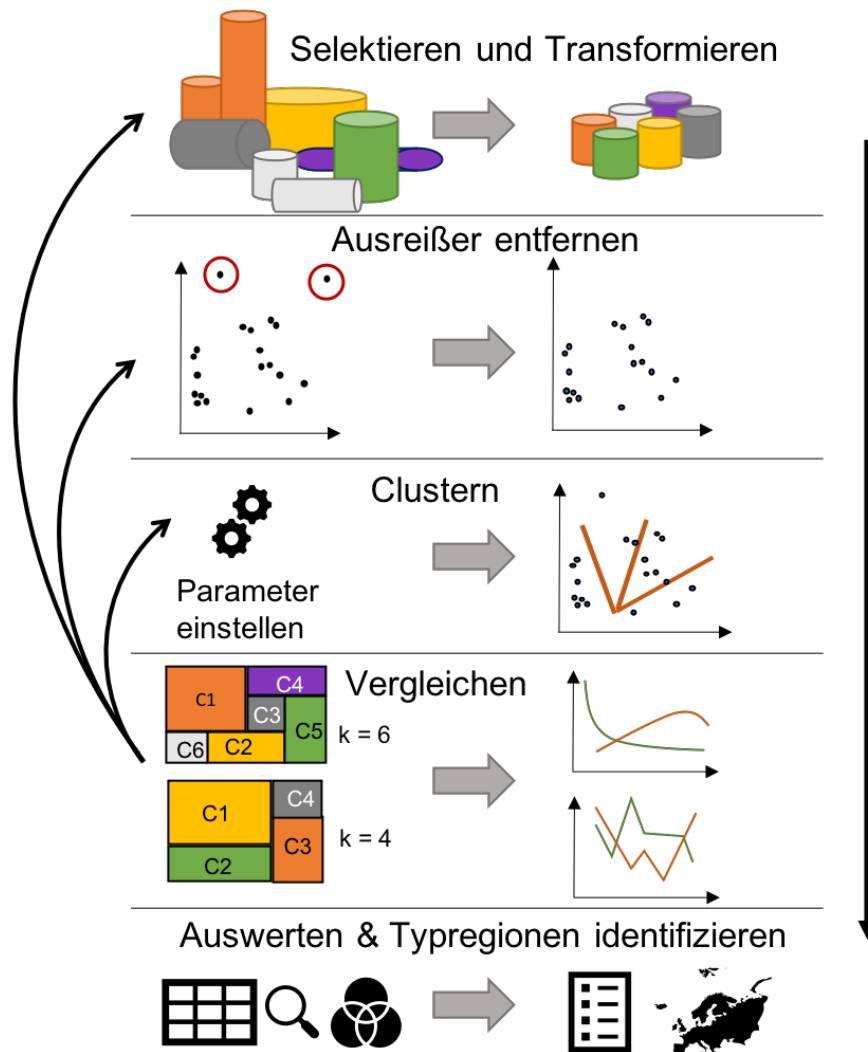 Selektieren und Transformieren
Ausreißer entfernen
Clustern
Parameter
einstellen
Vergleichen
C1
C4
C3
C5
C6
C2
k = 6
C1
C4
C2
C3
k = 4
Auswerten & Typregionen identifizieren